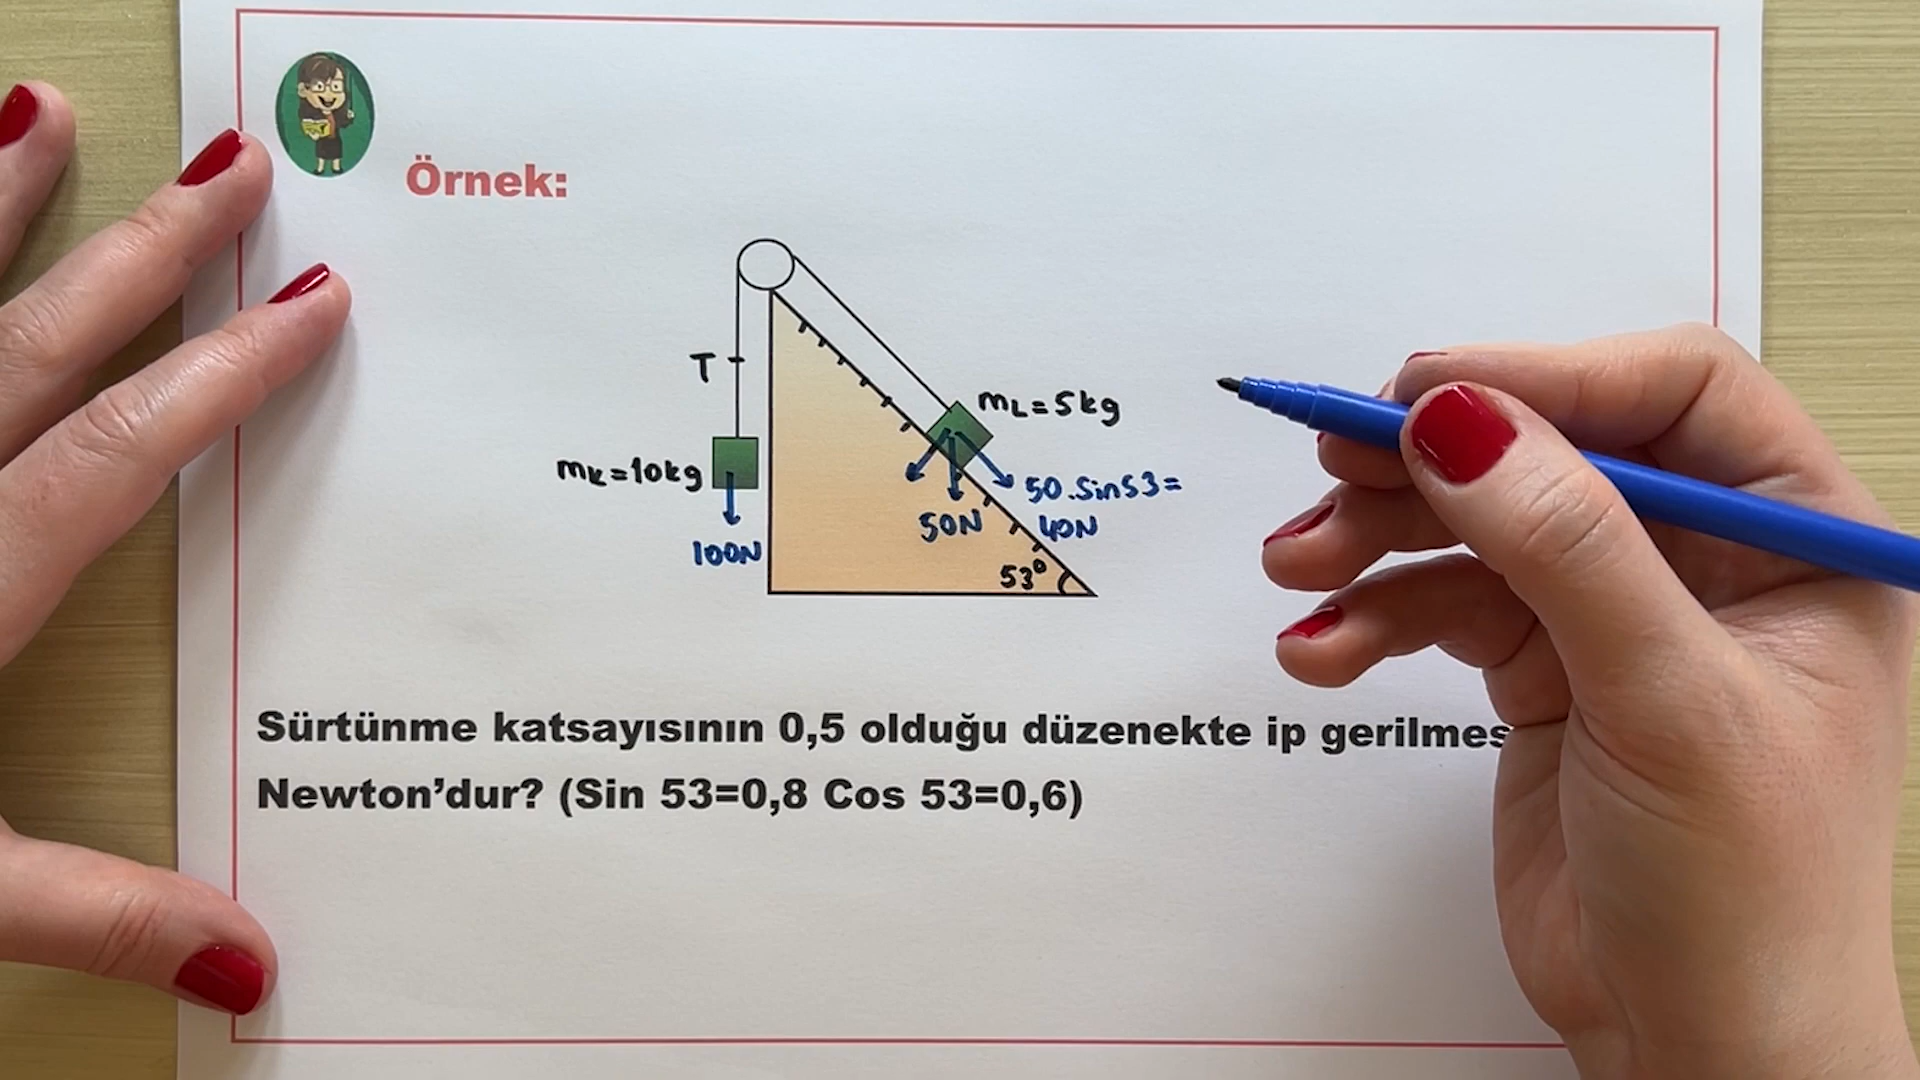 Örnek:
T
mL=5kg
mK=10kg
50.Sin53=
50N
40N
100N
53°
Sürtünme katsayısının 0,5 olduğu düzenekte ip
Newton’dur? (Sin 53=0,8 Cos 53=0,6)